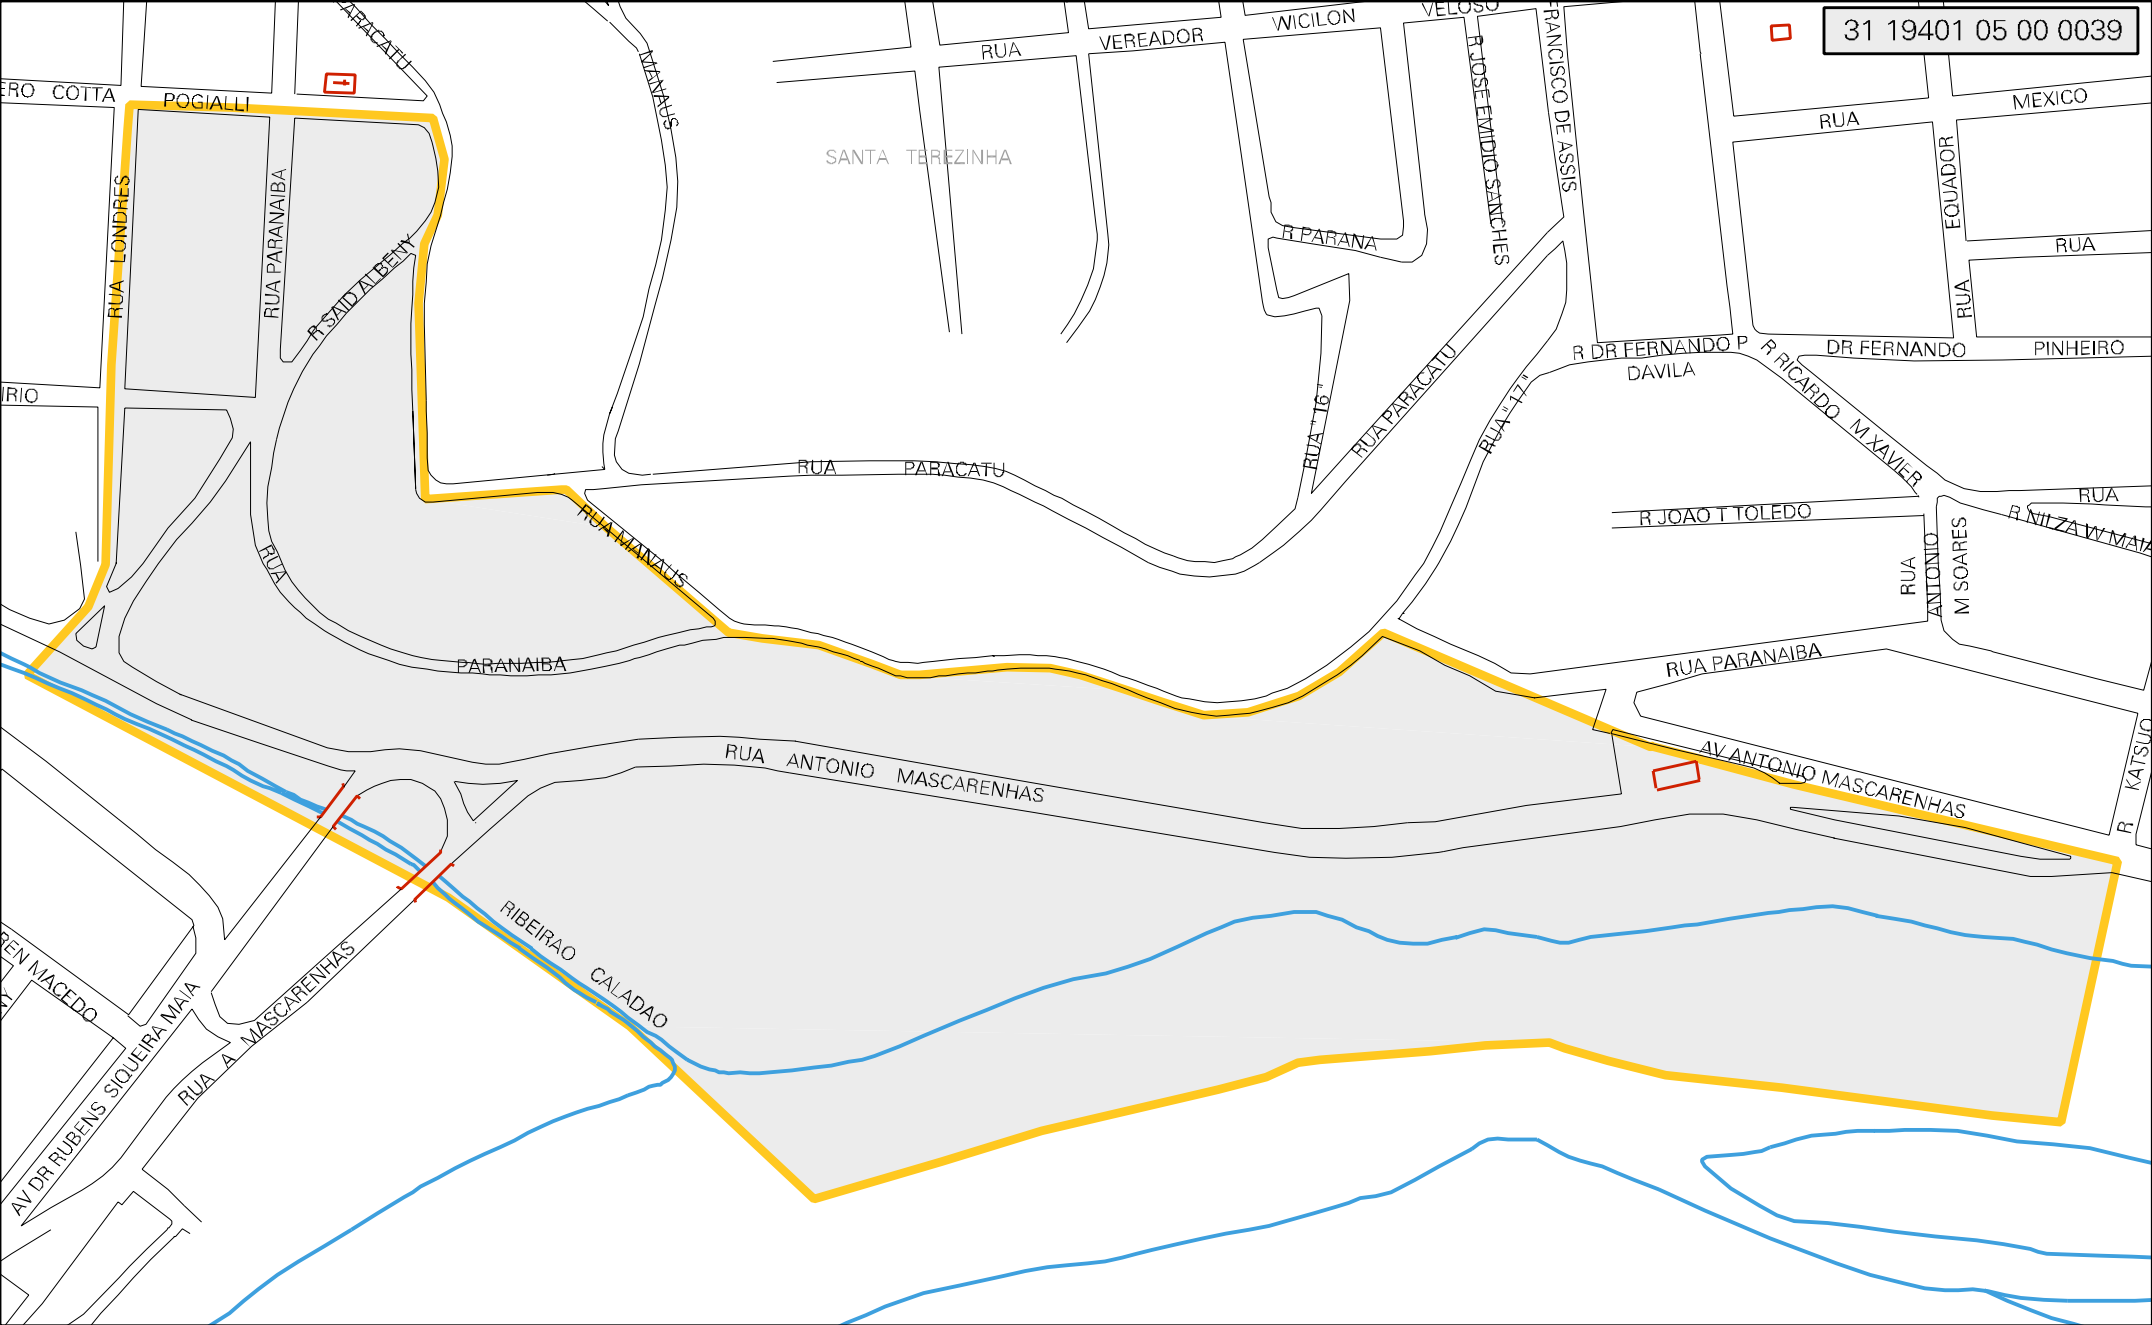 31 19401 05 00 0039
PARACATU
MANAUS
RUA VEREADOR WICILON VELOSO
R JOSE EMIDIO SANCHES
FRANCISCO DE ASSIS
RUA MEXICO
ERO COTTA POGIALLI
SANTA TEREZINHA
RUA LONDRES
RUA PARANAIBA
R SAID ALBENY
R PARANA
RUA EQUADOR
RUA
R DR FERNANDO P
DAVILA
DR FERNANDO PINHEIRO
R RICARDO M XAVIER
IRIO
RUA " 16 "
RUA PARACATU
RUA " 17 "
RUA PARACATU
RUA
R NILZA W MAIA
R JOAO T TOLEDO
RUA MANAUS
RUA
ANTONIO
M SOARES
RUA PARANAIBA
RUA PARANAIBA
R KATSUO
RUA ANTONIO MASCARENHAS
AV ANTONIO MASCARENHAS
RIBEIRAO CALADAO
REN MACEDO
NY
AV DR RUBENS SIQUEIRA MAIA
RUA A MASCARENHAS